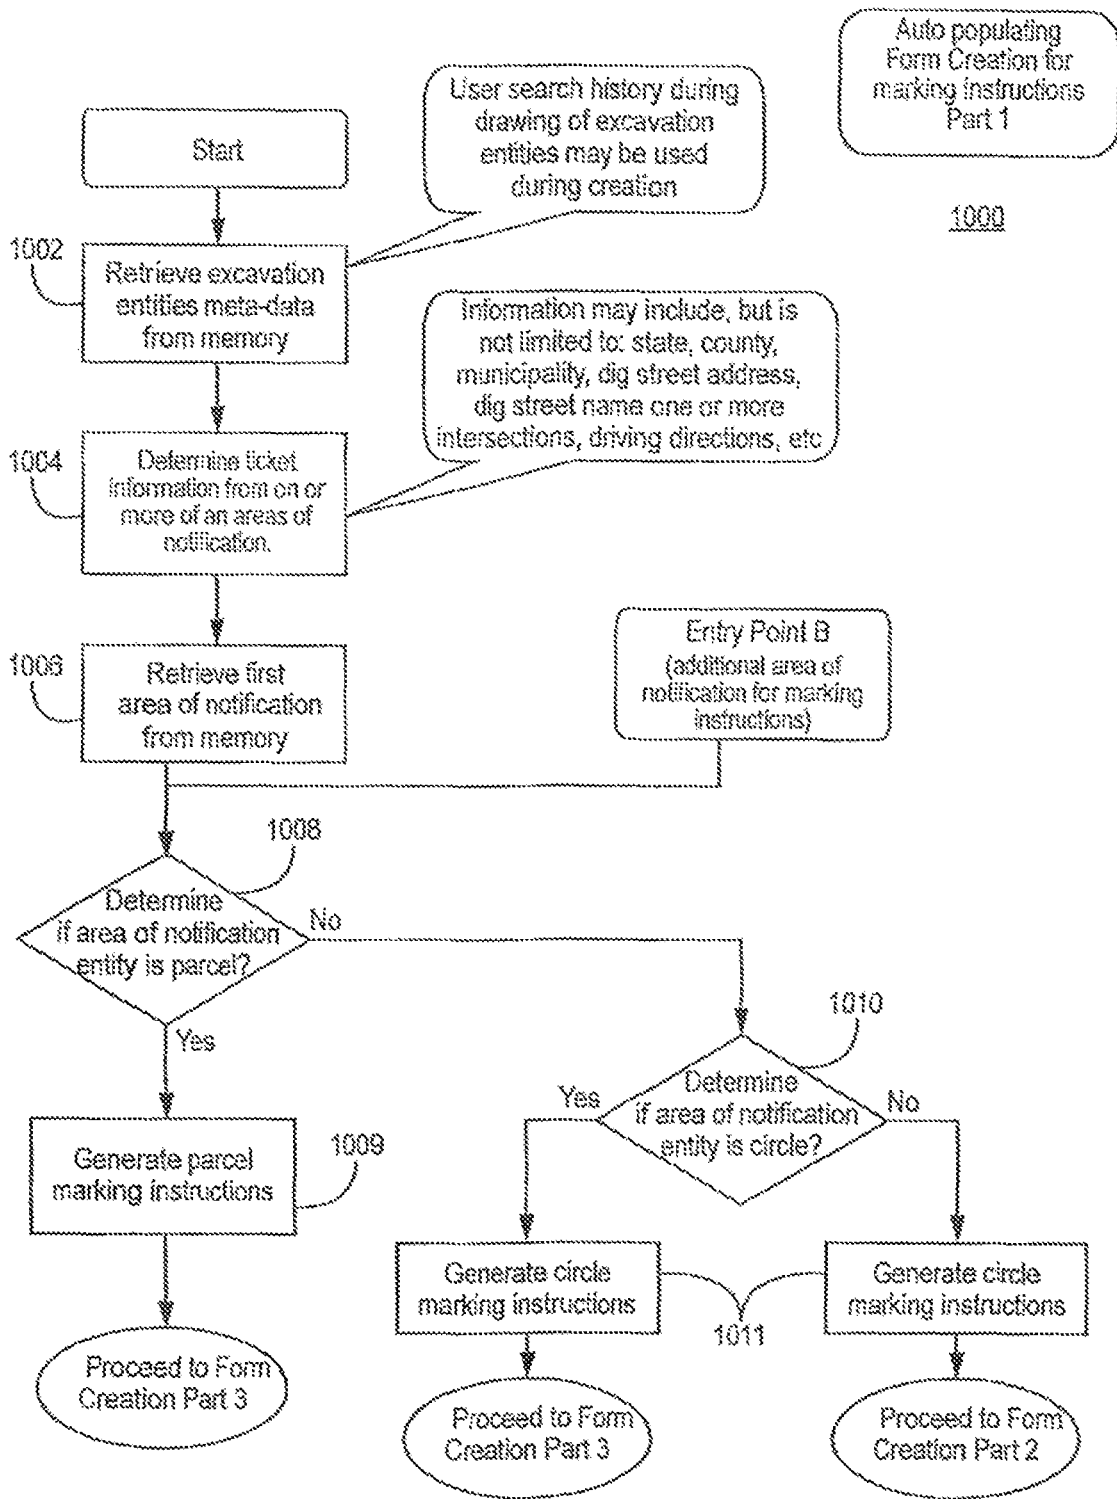 Auto populating
Form Creation for
marking instructions
Part 1
1000
User search history during
drawing of excavation
entities may be used
during creation
Start
1002
Retrieve excavation
entities meta-data
from memory
Information may include, but is
not limited to: state, county,
municipality, dig street address,
dig street name one or more
intersections, driving directions, etc
1004
Determine ticket
information from on or
more of an areas of
notification.
1006
Retrieve first
area of notification
from memory
Entry Point B
(additional area of
notification for marking
instructions)
1008
Determine
if area of notification
entity is parcel?
No
Yes
1010
Determine
if area of notification
entity is circle?
Yes
No
Generate parcel
marking instructions
1009
Generate circle
marking instructions
1011
Generate circle
marking instructions
Proceed to Form
Creation Part 3
Proceed to Form
Creation Part 3
Proceed to Form
Creation Part 2